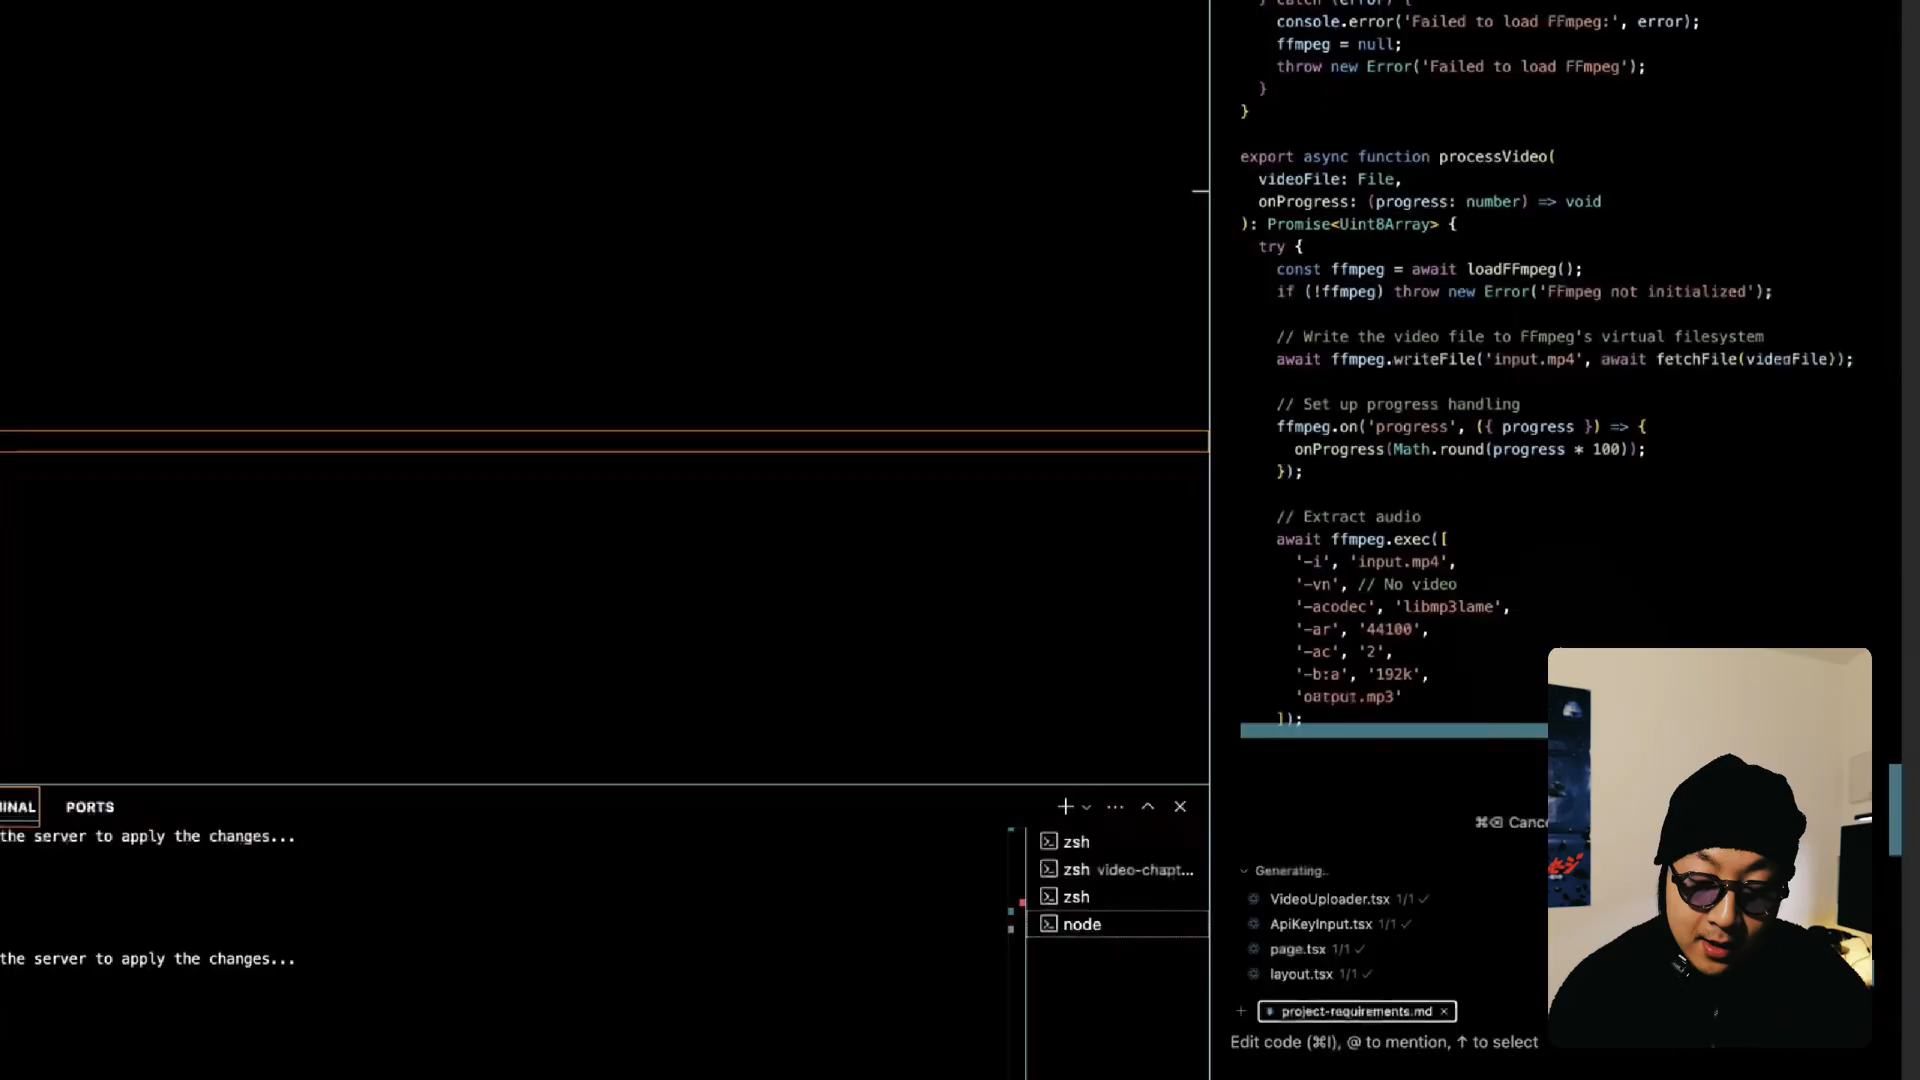 } catch (error) {
console.error('Failed to load FFmpeg:', error);
ffmpeg = null;
throw new Error('Failed to load FFmpeg');
}
}
export async function processVideo(
videoFile: File,
onProgress: (progress: number) => void
): Promise<Uint8Array> {
try {
const ffmpeg = await loadFFmpeg();
if (!ffmpeg) throw new Error('FFmpeg not initialized');
// Write the video file to FFmpeg's virtual filesystem
await ffmpeg.writeFile('input.mp4', await fetchFile(videoFile));
// Set up progress handling
ffmpeg.on('progress', ({ progress }) => {
onProgress(Math.round(progress * 100));
});
// Extract audio
await ffmpeg.exec([
'-i', 'input.mp4',
'-vn', // No video
'-acodec', 'libmp3lame',
'-ar', '44100',
'-ac', '2',
'-b:a', '192k',
'output.mp3'
]);
⌘⌫ Cance
Generating..
VideoUploader.tsx 1/1 ✓
ApiKeyInput.tsx 1/1 ✓
page.tsx 1/1 ✓
layout.tsx 1/1 ✓
+ project-requirements.md ×
Edit code (⌘I), @ to mention, ↑ to select
MINAL PORTS
the server to apply the changes...
the server to apply the changes...
zsh
zsh video-chapt...
zsh
node